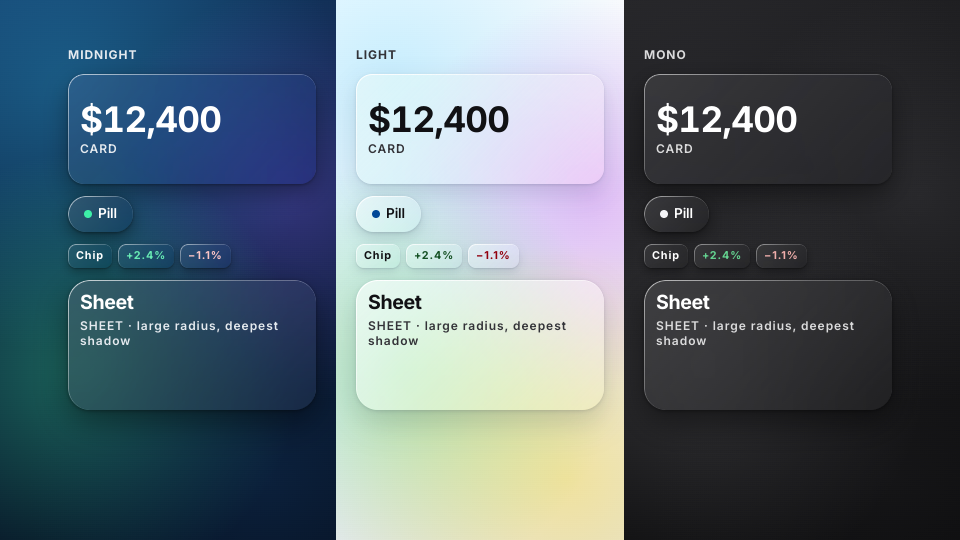 MIDNIGHT
$12,400
CARD
Pill
Chip +2.4% −1.1%
Sheet
SHEET · large radius, deepest
shadow
LIGHT
$12,400
CARD
Pill
Chip +2.4% −1.1%
Sheet
SHEET · large radius, deepest
shadow
MONO
$12,400
CARD
Pill
Chip +2.4% −1.1%
Sheet
SHEET · large radius, deepest
shadow